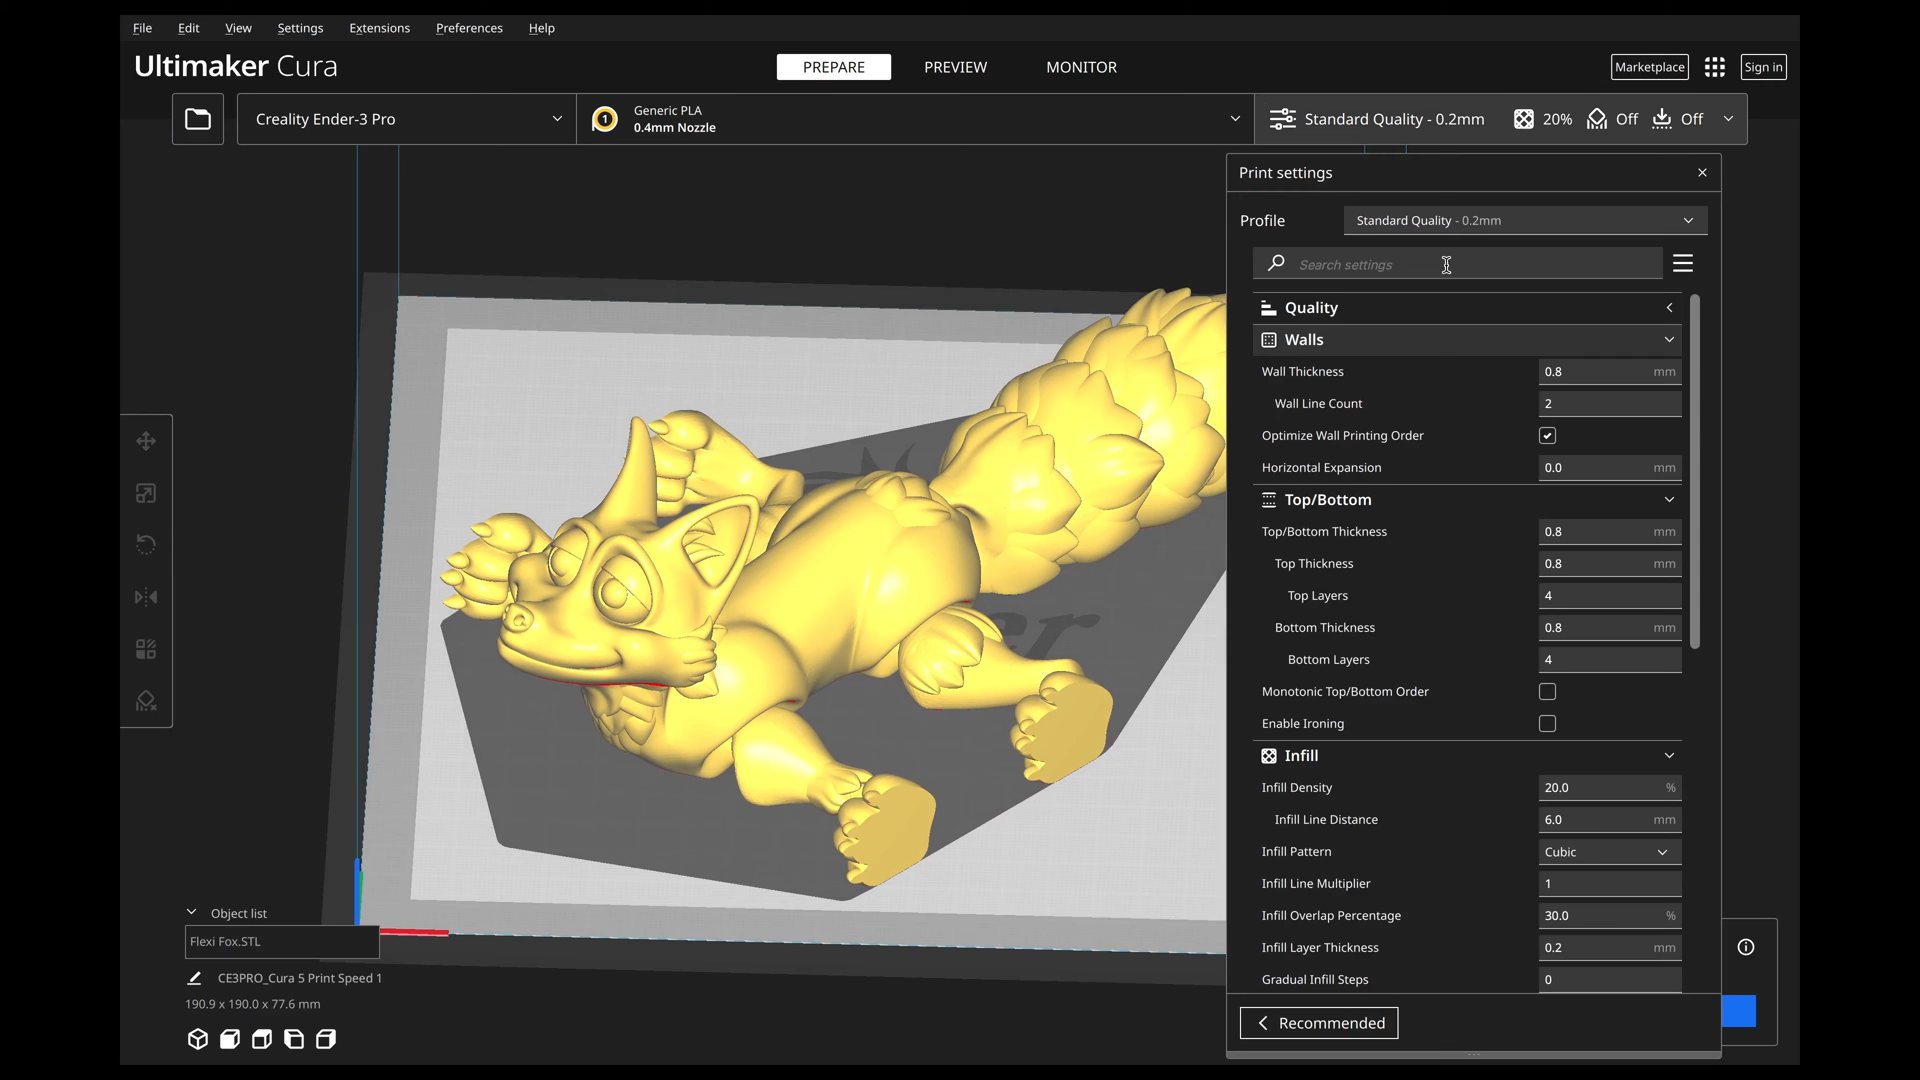 File Edit View Settings Extensions Preferences Help
Ultimaker Cura
PREPARE PREVIEW MONITOR
Marketplace Sign in
Creality Ender-3 Pro
1
Generic PLA
0.4mm Nozzle
Standard Quality - 0.2mm 20% Off Off
Print settings
Profile Standard Quality - 0.2mm
Search settings
Quality
Walls
Wall Thickness 0.8 mm
Wall Line Count 2
Optimize Wall Printing Order
Horizontal Expansion 0.0 mm
Top/Bottom
Top/Bottom Thickness 0.8 mm
Top Thickness 0.8 mm
Top Layers 4
Bottom Thickness 0.8 mm
Bottom Layers 4
Monotonic Top/Bottom Order
Enable Ironing
Infill
Infill Density 20.0 %
Infill Line Distance 6.0 mm
Infill Pattern Cubic
Infill Line Multiplier 1
Infill Overlap Percentage 30.0 %
Infill Layer Thickness 0.2 mm
Gradual Infill Steps 0
Recommended
Object list
Flexi Fox.STL
CE3PRO_Cura 5 Print Speed 1
190.9 x 190.0 x 77.6 mm